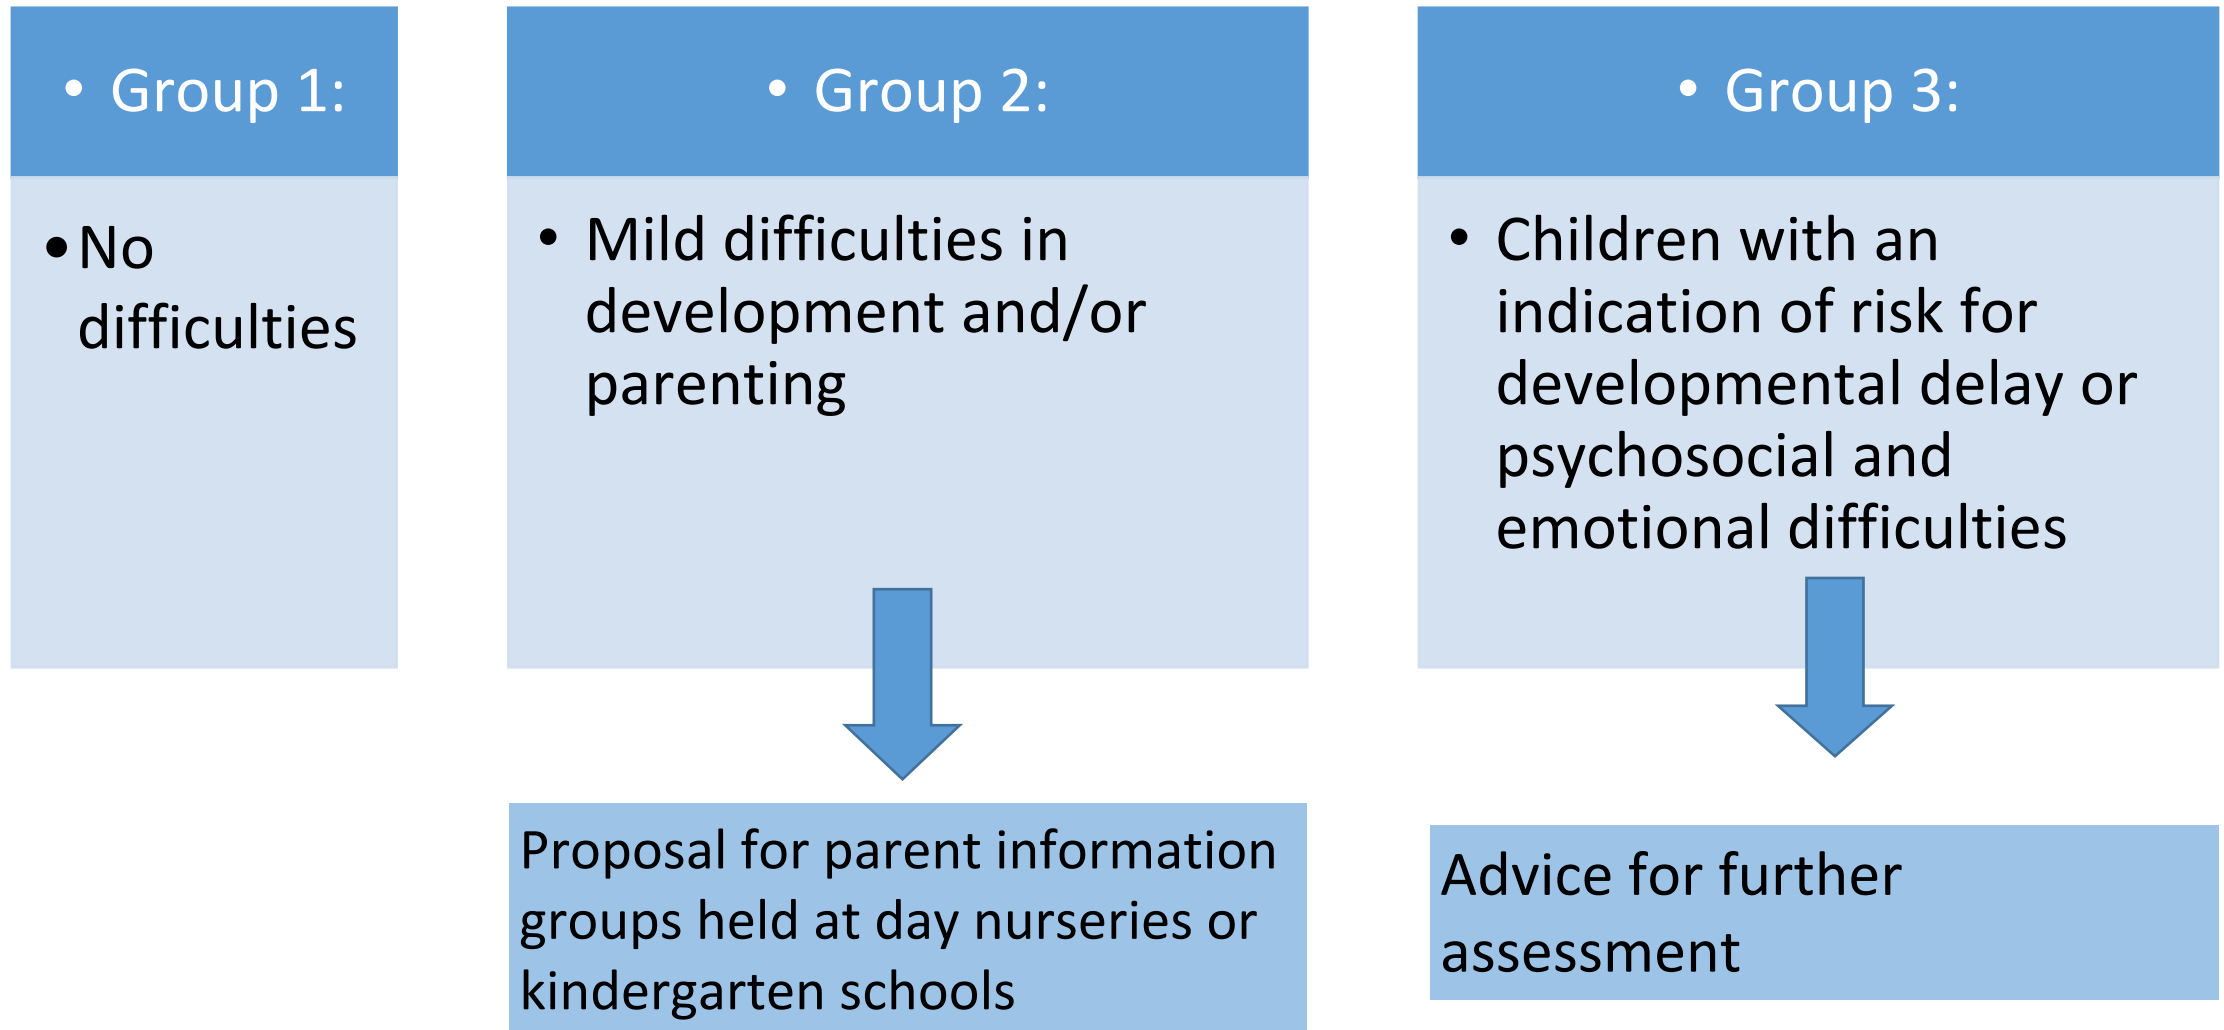 • Group 1:
• No
difficulties
• Group 2:
• Mild difficulties in
development and/or
parenting
Proposal for parent information
groups held at day nurseries or
kindergarten schools
• Group 3:
• Children with an
indication of risk for
developmental delay or
psychosocial and
emotional difficulties
Advice for further
assessment